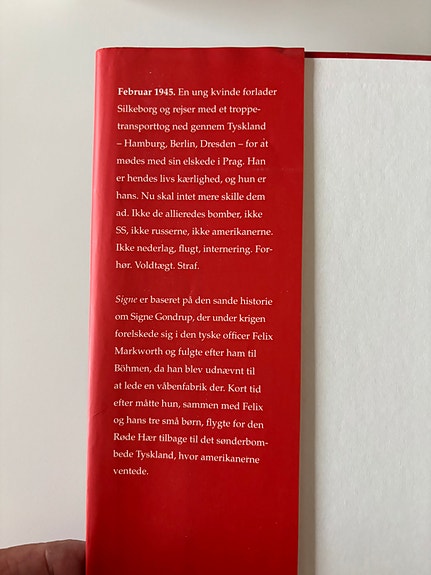 Februar 1945. En ung kvinde forlader
Silkeborg og rejser med et troppe-
transporttog ned gennem Tyskland
– Hamburg, Berlin, Dresden – for at
mødes med sin elskede i Prag. Han
er hendes livs kærlighed, og hun er
hans. Nu skal intet mere skille dem
ad. Ikke de allieredes bomber, ikke
SS, ikke russerne, ikke amerikanerne.
Ikke nederlag, flugt, internering. For-
hør. Voldtægt. Straf.
Signe er baseret på den sande historie
om Signe Gondrup, der under krigen
forelskede sig i den tyske officer Felix
Markworth og fulgte efter ham til
Böhmen, da han blev udnævnt til
at lede en våbenfabrik der. Kort tid
efter måtte hun, sammen med Felix
og hans tre små børn, flygte for den
Røde Hær tilbage til det sønderbom-
bede Tyskland, hvor amerikanerne
ventede.